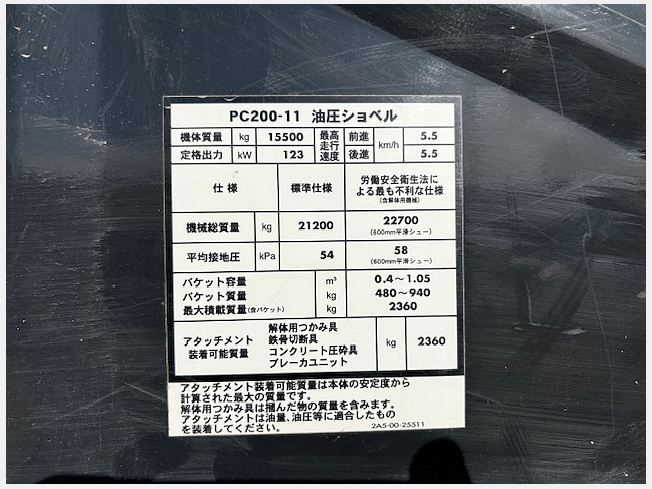 PC200-11 油圧ショベル
機体質量 kg 15500 最高走行速度 前進 km/h 5.5
定格出力 kW 123 後進 5.5
仕様 標準仕様 労働安全衛生法に
よる最も不利な仕様
(含解体用機械)
機械総質量 kg 21200 22700
(600mm平滑シュー)
平均接地圧 kPa 54 58
(600mm平滑シュー)
バケット容量 m³ 0.4～1.05
バケット質量 kg 480～940
最大積載質量(含バケット) kg 2360
アタッチメント
装着可能質量
解体用つかみ具
鉄骨切断具
コンクリート圧砕具
ブレーカユニット
kg 2360
アタッチメント装着可能質量は本体の安定度から
計算された最大の質量です。
解体用つかみ具は掴んだ物の質量を含みます。
アタッチメントは油量、油圧等に適合したもの
を装着してください。 2A5-00-25511